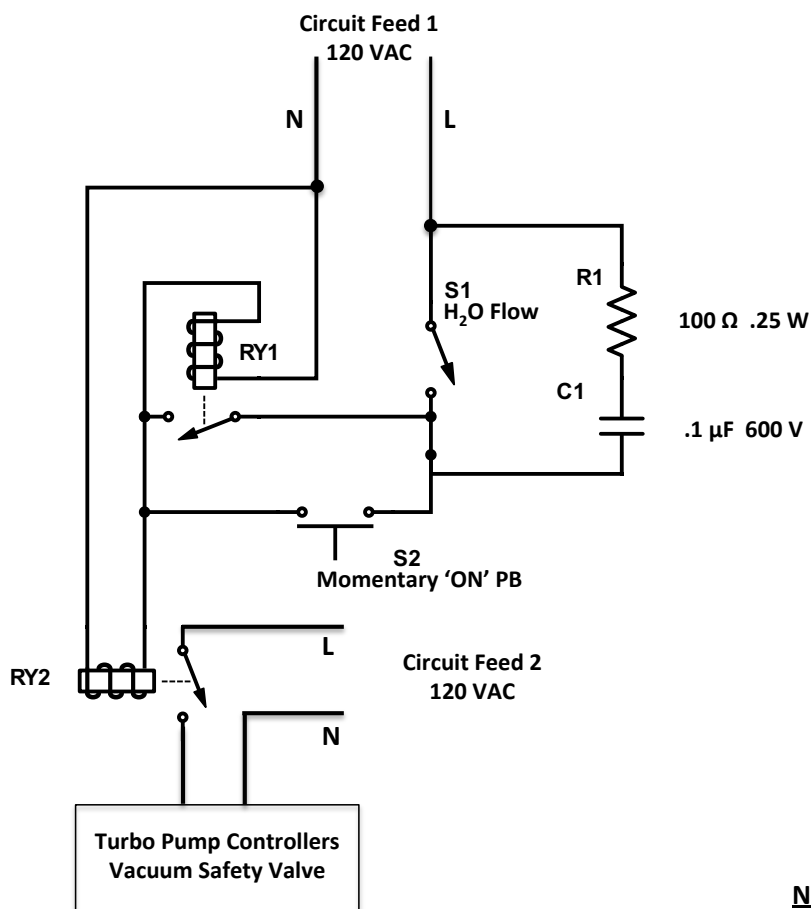 Circuit Feed 1
120 VAC
N
L
R1
S1
H₂O Flow
100 Ω .25 W
RY1
C1
.1 µF 600 V
S2
Momentary ‘ON’ PB
L
Circuit Feed 2
120 VAC
RY2
N
Turbo Pump Controllers
Vacuum Safety Valve
N